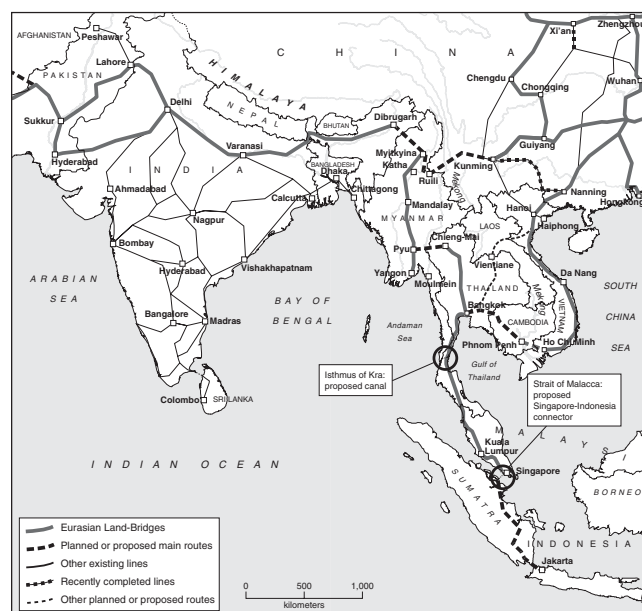 AFGHANISTAN
Peshawar
Lahore
PAKISTAN
Sukkur
Hyderabad
CHINA
HIMALAYA
NEPAL
BHUTAN
Delhi
Varanasi
INDIA
Ahmadabad
Nagpur
Bombay
Hyderabad
Vishakhapatnam
Bangalore
Madras
Colombo
SRI LANKA
BANGLADESH
Dhaka
Calcutta
Chittagong
Dibrugarh
Myitkyina
Katha
Ruili
Mandalay
MYANMAR
Pyu
Yangon
Moulmein
Xi'an
Zhengzhou
Chengdu
Chongqing
Wuhan
Guiyang
Kunming
Nanning
Hongkong
Mekong
Hanoi
Haiphong
LAOS
Chieng-Mai
Vientiane
THAILAND
Da Nang
Mekong
VIETNAM
Bangkok
CAMBODIA
Phnom Penh
Ho Chi Minh
ARABIAN
SEA
BAY OF
BENGAL
Andaman
Sea
Gulf of
Thailand
SOUTH
CHINA
SEA
Isthmus of Kra:
proposed canal
Strait of Malacca:
proposed
Singapore-Indonesia
connector
MALAYSI
Kuala
Lumpur
Singapore
SUMATRA
BORNEO
INDONESIA
Jakarta
INDIAN OCEAN
Eurasian Land-Bridges
Planned or proposed main routes
Other existing lines
Recently completed lines
Other planned or proposed routes
0 500 1,000
kilometers